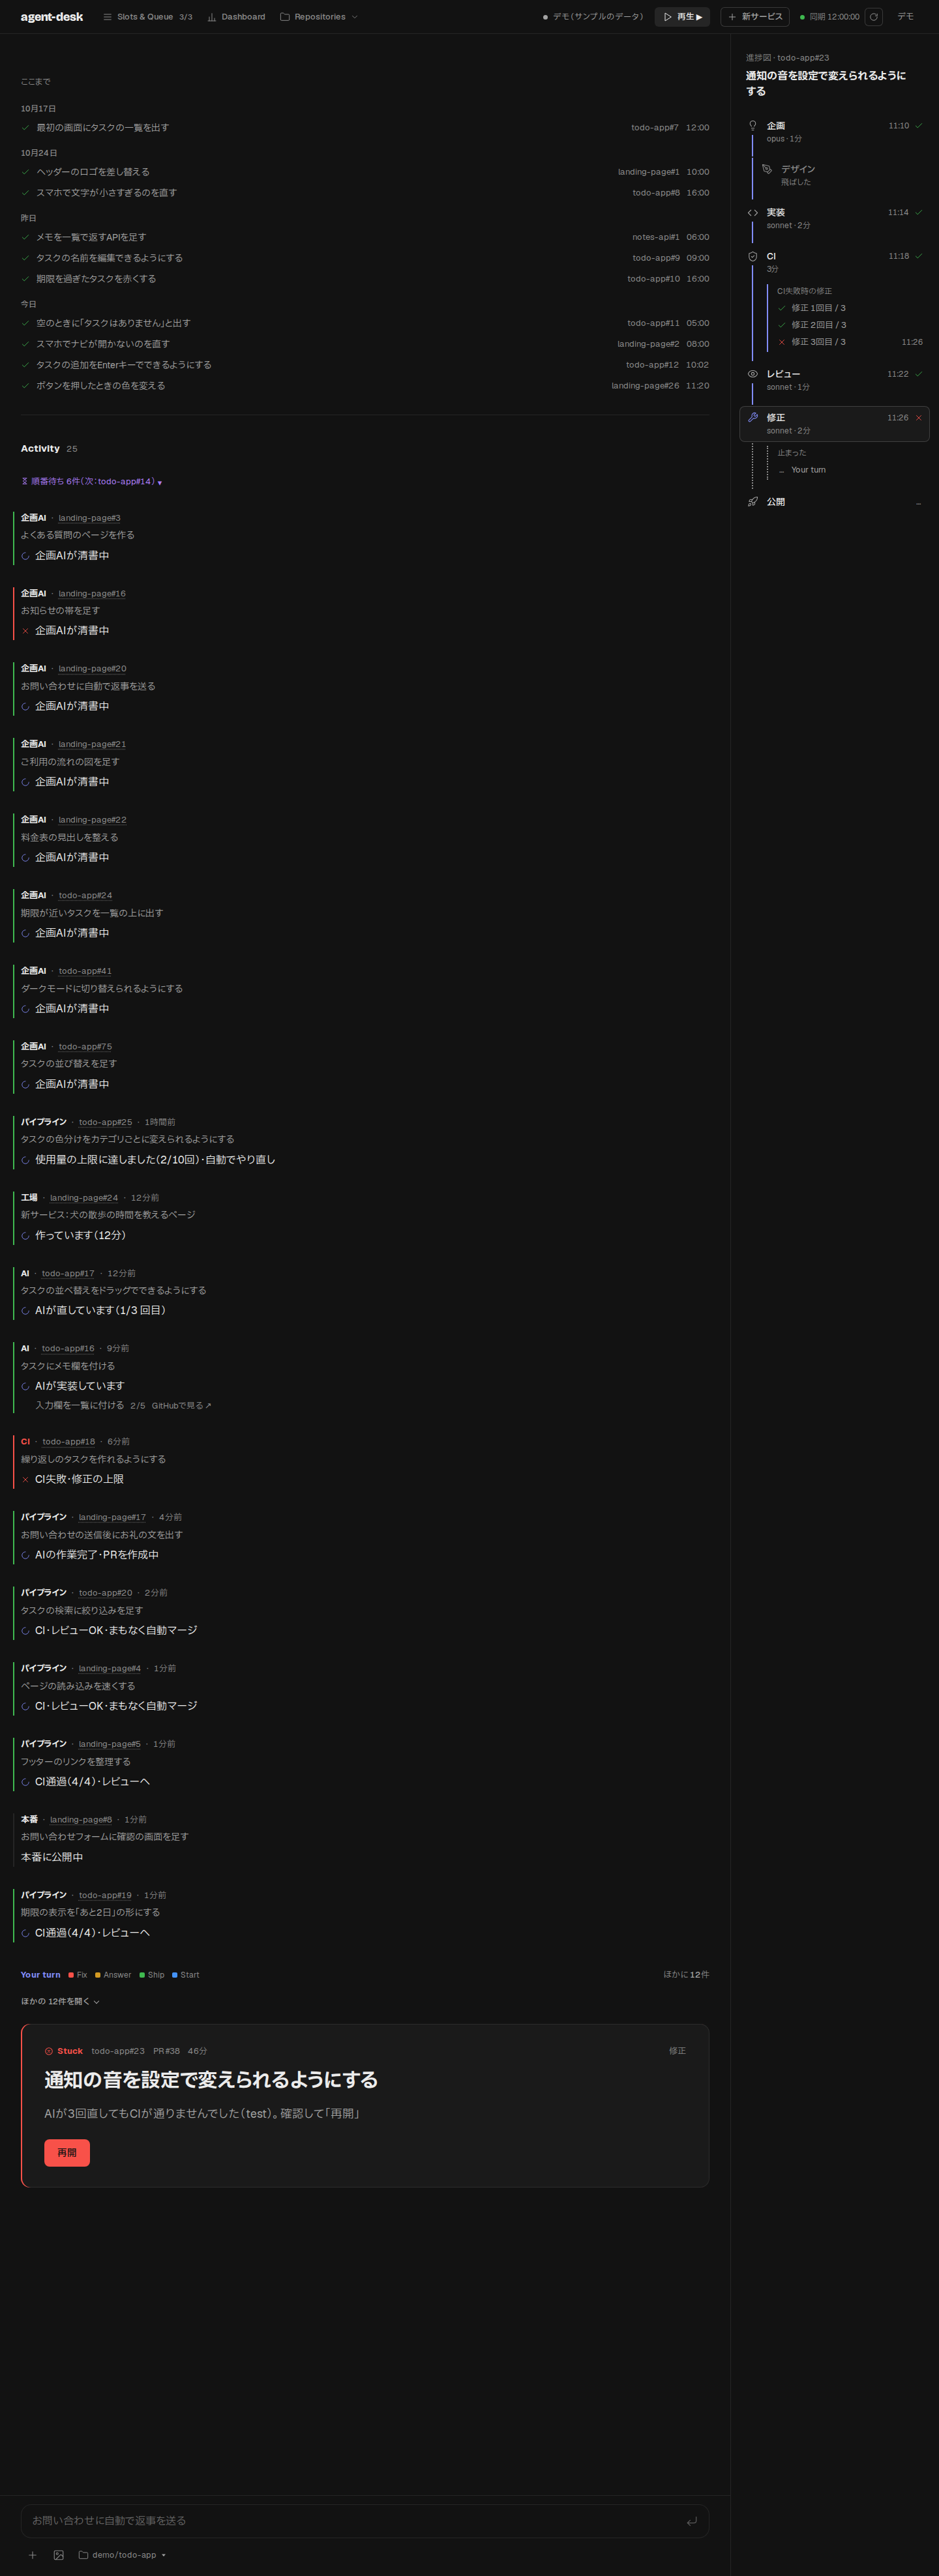 agent-desk Slots & Queue 3/3 Dashboard Repositories デモ(サンプルのデータ) 再生 ▶ 新サービス 同期 12:00:00 デモ
ここまで
10月17日
最初の画面にタスクの一覧を出す todo-app#7 12:00
10月24日
ヘッダーのロゴを差し替える landing-page#1 10:00
スマホで文字が小さすぎるのを直す todo-app#8 16:00
昨日
メモを一覧で返すAPIを足す notes-api#1 06:00
タスクの名前を編集できるようにする todo-app#9 09:00
期限を過ぎたタスクを赤くする todo-app#10 16:00
今日
空のときに「タスクはありません」と出す todo-app#11 05:00
スマホでナビが開かないのを直す landing-page#2 08:00
タスクの追加をEnterキーでできるようにする todo-app#12 10:02
ボタンを押したときの色を変える landing-page#26 11:20
Activity 25
順番待ち 6件(次:todo-app#14) ▾
企画AI · landing-page#3
よくある質問のページを作る
企画AIが清書中
企画AI · landing-page#16
お知らせの帯を足す
企画AIが清書中
企画AI · landing-page#20
お問い合わせに自動で返事を送る
企画AIが清書中
企画AI · landing-page#21
ご利用の流れの図を足す
企画AIが清書中
企画AI · landing-page#22
料金表の見出しを整える
企画AIが清書中
企画AI · todo-app#24
期限が近いタスクを一覧の上に出す
企画AIが清書中
企画AI · todo-app#41
ダークモードに切り替えられるようにする
企画AIが清書中
企画AI · todo-app#75
タスクの並び替えを足す
企画AIが清書中
パイプライン · todo-app#25 · 1時間前
タスクの色分けをカテゴリごとに変えられるようにする
使用量の上限に達しました(2/10回)・自動でやり直し
工場 · landing-page#24 · 12分前
新サービス:犬の散歩の時間を教えるページ
作っています(12分)
AI · todo-app#17 · 12分前
タスクの並べ替えをドラッグでできるようにする
AIが直しています(1/3 回目)
AI · todo-app#16 · 9分前
タスクにメモ欄を付ける
AIが実装しています
入力欄を一覧に付ける 2/5 GitHubで見る↗
CI · todo-app#18 · 6分前
繰り返しのタスクを作れるようにする
CI失敗・修正の上限
パイプライン · landing-page#17 · 4分前
お問い合わせの送信後にお礼の文を出す
AIの作業完了・PRを作成中
パイプライン · todo-app#20 · 2分前
タスクの検索に絞り込みを足す
CI・レビューOK・まもなく自動マージ
パイプライン · landing-page#4 · 1分前
ページの読み込みを速くする
CI・レビューOK・まもなく自動マージ
パイプライン · landing-page#5 · 1分前
フッターのリンクを整理する
CI通過(4/4)・レビューへ
本番 · landing-page#8 · 1分前
お問い合わせフォームに確認の画面を足す
本番に公開中
パイプライン · todo-app#19 · 1分前
期限の表示を「あと2日」の形にする
CI通過(4/4)・レビューへ
Your turn Fix Answer Ship Start ほかに12件
ほかの 12件を開く
Stuck todo-app#23 PR#38 46分 修正
通知の音を設定で変えられるようにする
AIが3回直してもCIが通りませんでした(test)。確認して「再開」
再開
お問い合わせに自動で返事を送る
demo/todo-app
進捗図 · todo-app#23
通知の音を設定で変えられるように
する
企画 11:10
opus · 1分
デザイン
飛ばした
実装 11:14
sonnet · 2分
CI 11:18
3分
CI失敗時の修正
修正 1回目 / 3
修正 2回目 / 3
修正 3回目 / 3 11:26
レビュー 11:22
sonnet · 1分
修正 11:26
sonnet · 2分
止まった
… Your turn
公開 …